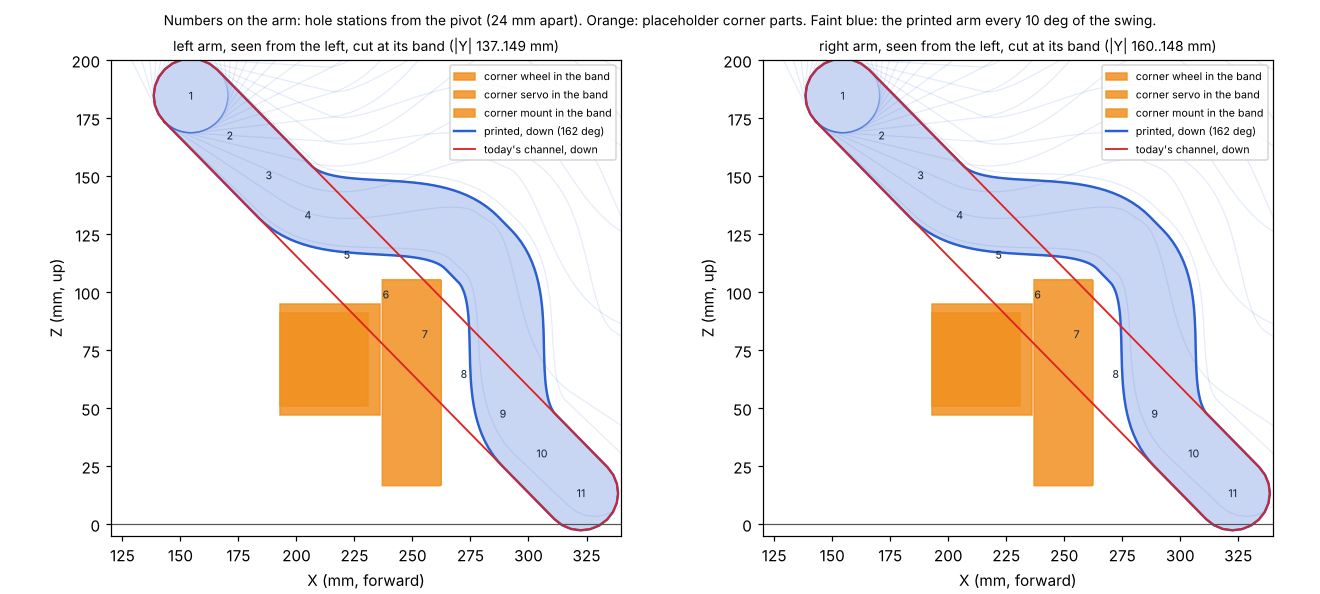 Numbers on the arm: hole stations from the pivot (24 mm apart). Orange: placeholder corner parts. Faint blue: the printed arm every 10 deg of the swing.
left arm, seen from the left, cut at its band (|Y| 137..149 mm)
200
175
150
125
100
75
50
25
0
Z (mm, up)
125 150 175 200 225 250 275 300 325
X (mm, forward)
corner wheel in the band
corner servo in the band
corner mount in the band
printed, down (162 deg)
today's channel, down
1
2
3
4
5
6
7
8
9
10
11
right arm, seen from the left, cut at its band (|Y| 160..148 mm)
200
175
150
125
100
75
50
25
0
Z (mm, up)
125 150 175 200 225 250 275 300 325
X (mm, forward)
corner wheel in the band
corner servo in the band
corner mount in the band
printed, down (162 deg)
today's channel, down
1
2
3
4
5
6
7
8
9
10
11